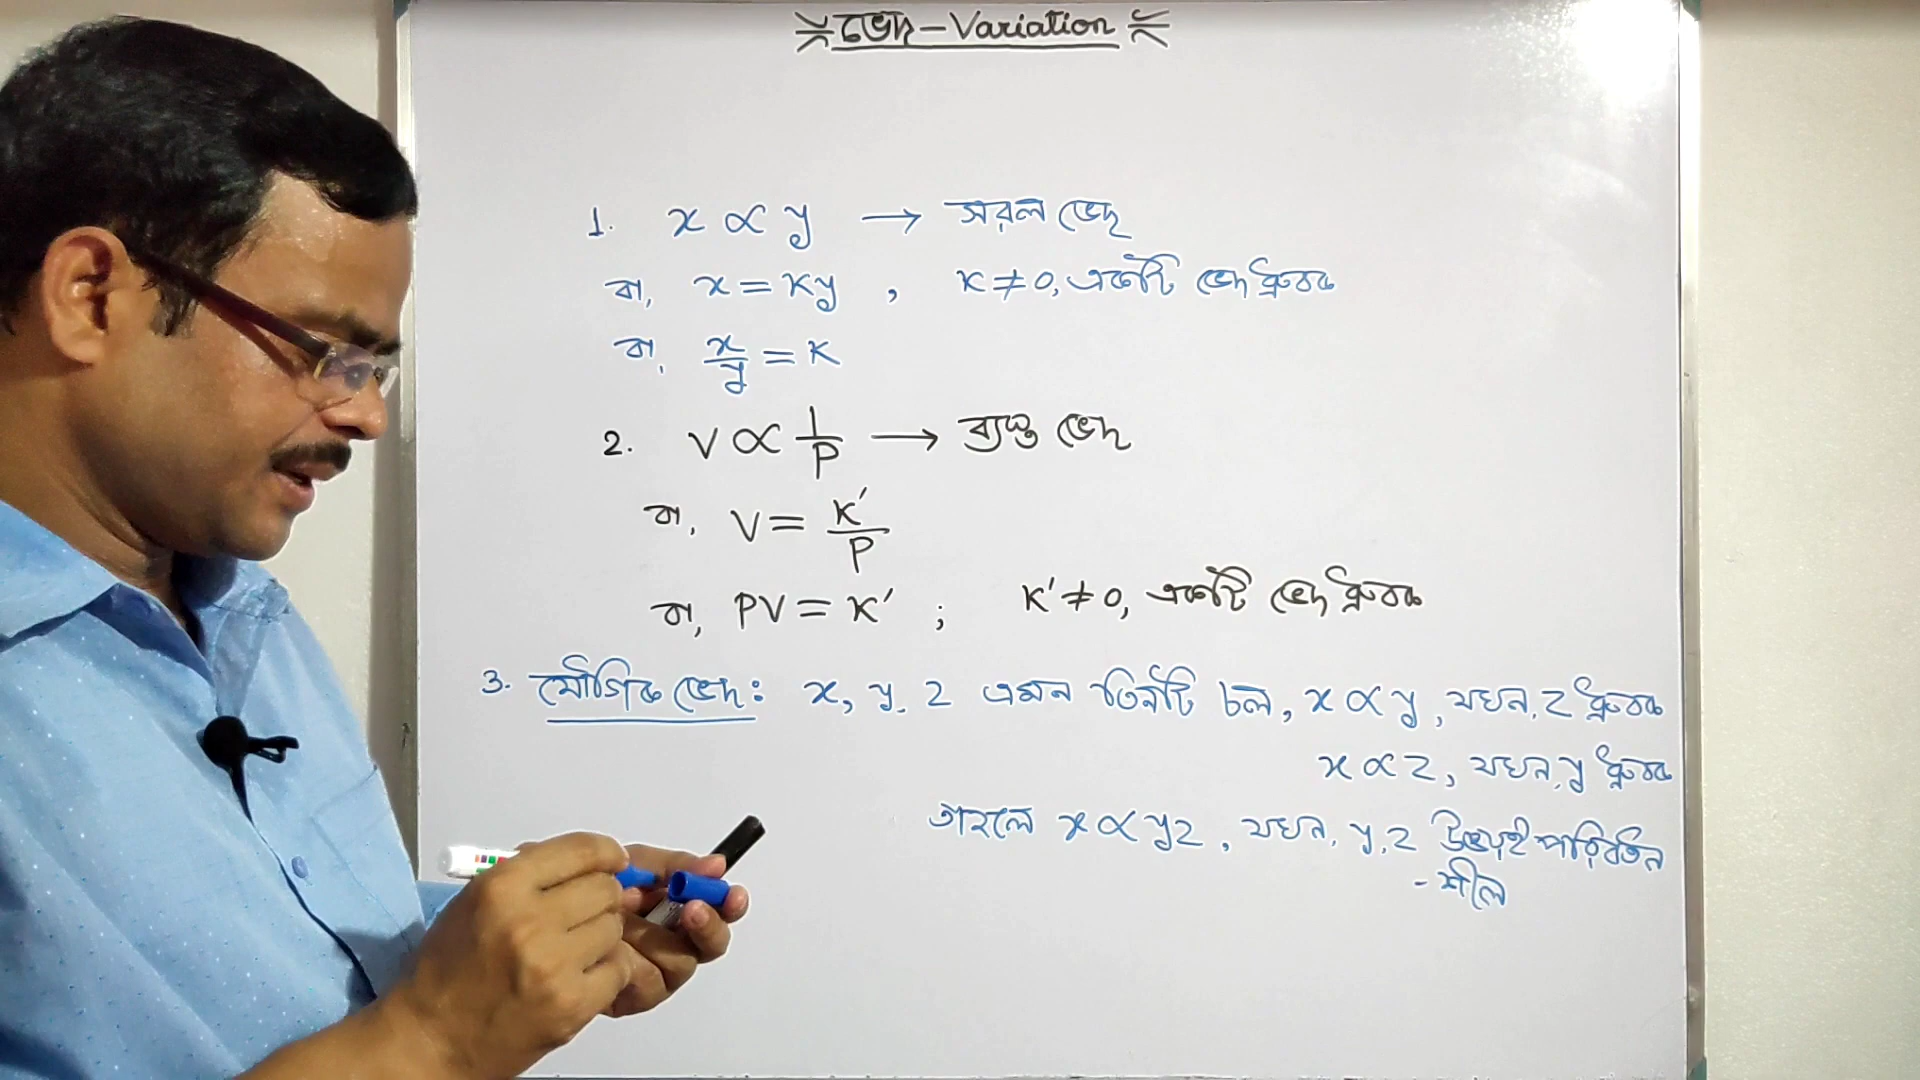 ভেদ - Variation
1. x ∝ y → সরল ভেদ
বা, x = Ky , K ≠ 0, একটি ভেদ ধ্রুবক
বা, x/y = K
2. V ∝ 1/P → ব্যস্ত ভেদ
বা, V = K'/P
বা, PV = K' ; K' ≠ 0, একটি ভেদ ধ্রুবক
3. যৌগিক ভেদ: x, y, z এমন তিনটি চল, x ∝ y, যখন, z ধ্রুবক
x ∝ z, যখন, y ধ্রুবক
তাহলে x ∝ yz, যখন, y, z উভয়ই পরিবর্তন
- শীল